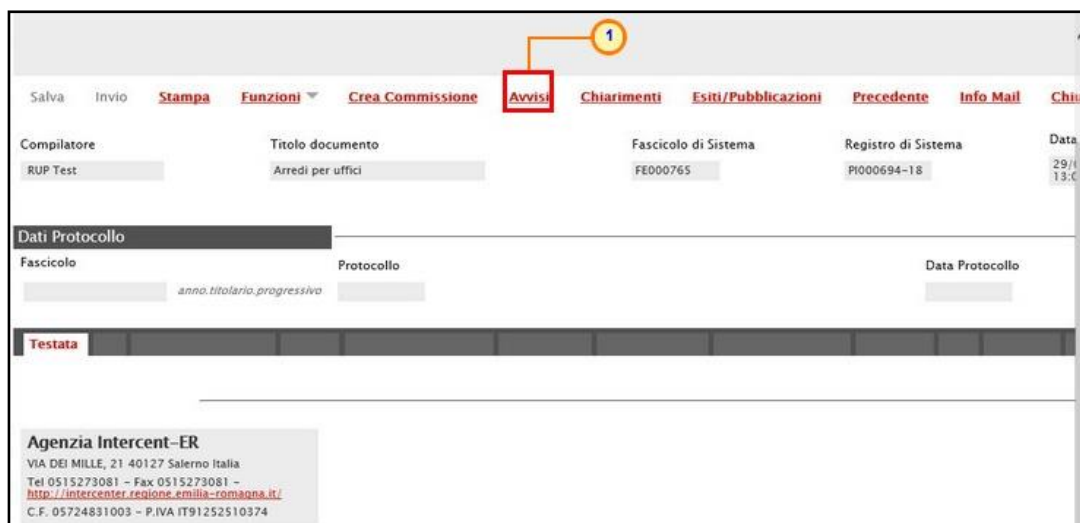 1
Salva Invio Stampa Funzioni Crea Commissione Avvisi Chiarimenti Esiti/Pubblicazioni Precedente Info Mail
Compilatore Titolo documento Fascicolo di Sistema Registro di Sistema Data
RUP Test Arredi per uffici FE000765 PI000694-18 29/
13:0
Dati Protocollo
Fascicolo Protocollo Data Protocollo
anno.titolario.progressivo
Testata
Agenzia Intercent-ER
VIA DEI MILLE, 21 40127 Salerno Italia
Tel 0515273081 - Fax 0515273081 -
http://intercenter.regione.emilia-romagna.it/
C.F. 05724831003 - P.IVA IT91252510374